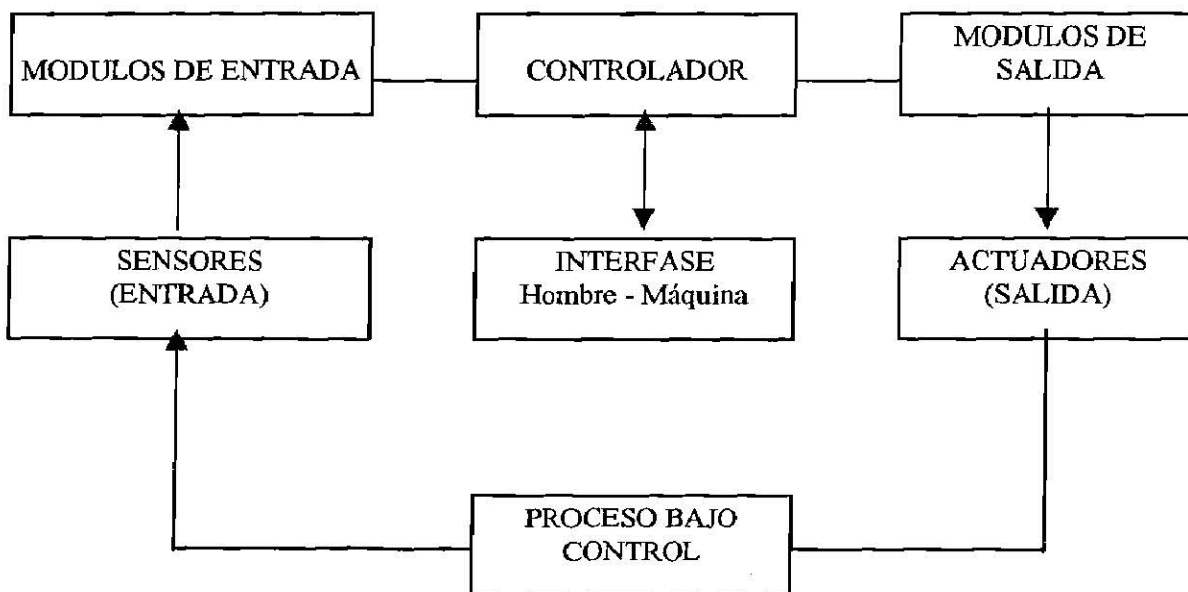 MODULOS DE ENTRADA
CONTROLADOR
MODULOS DE
SALIDA
SENSORES
(ENTRADA)
INTERFASE
Hombre - Máquina
ACTUADORES
(SALIDA)
PROCESO BAJO
CONTROL